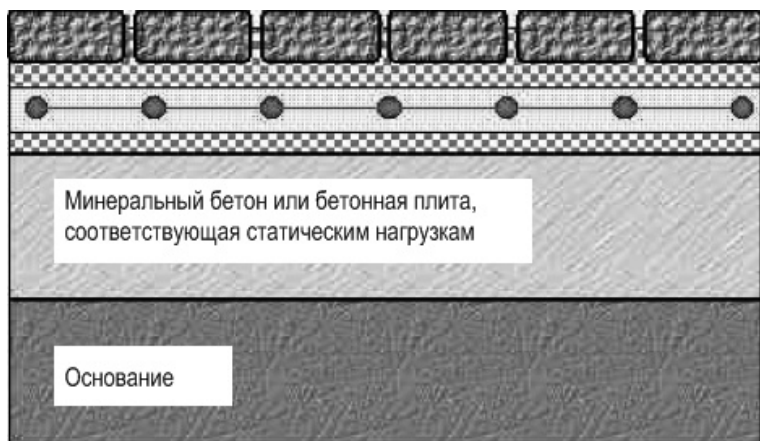 Минеральный бетон или бетонная плита,
соответствующая статическим нагрузкам
Основание